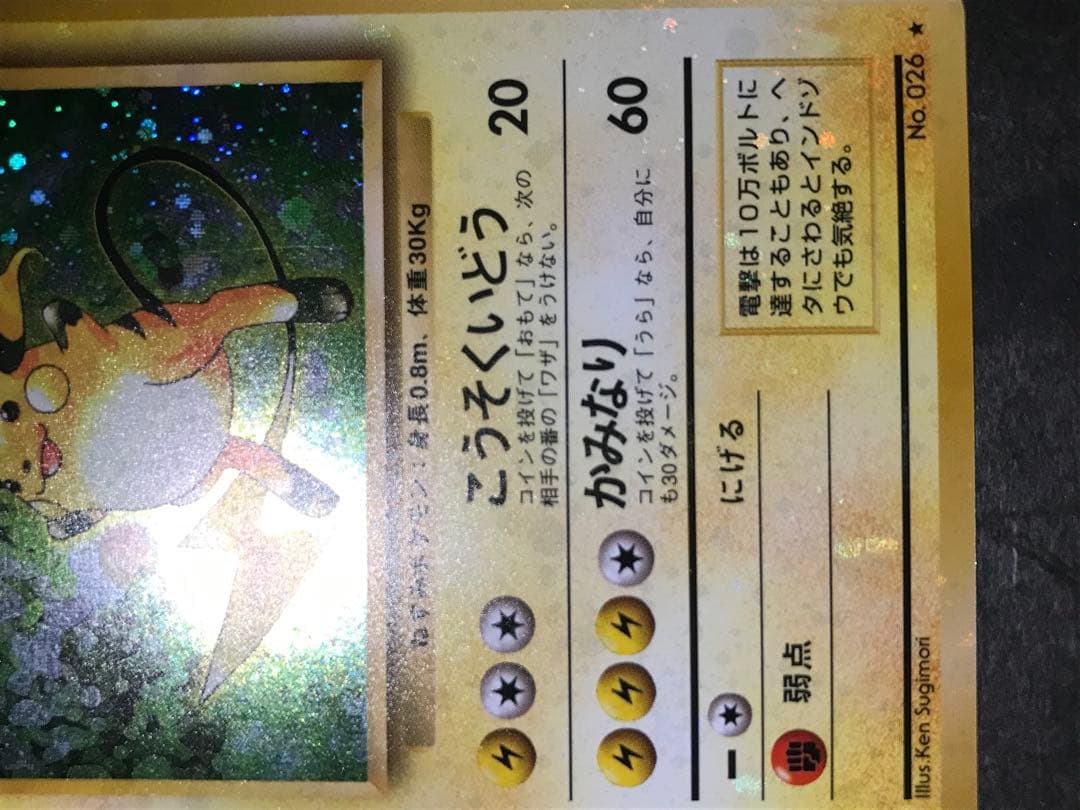 ねずみポケモン：身長0.8m、体重30Kg
こうそくいどう 20
コインを投げて「おもて」なら、次の
相手の番の「ワザ」をうけない。
かみなり 60
コインを投げて「うら」なら、自分に
も30ダメージ。
にげる
弱点
電撃は10万ボルトに
達することもあり、ヘ
タにさわるとインドゾ
ウでも気絶する。
Illus.Ken Sugimori
No. 026 ★